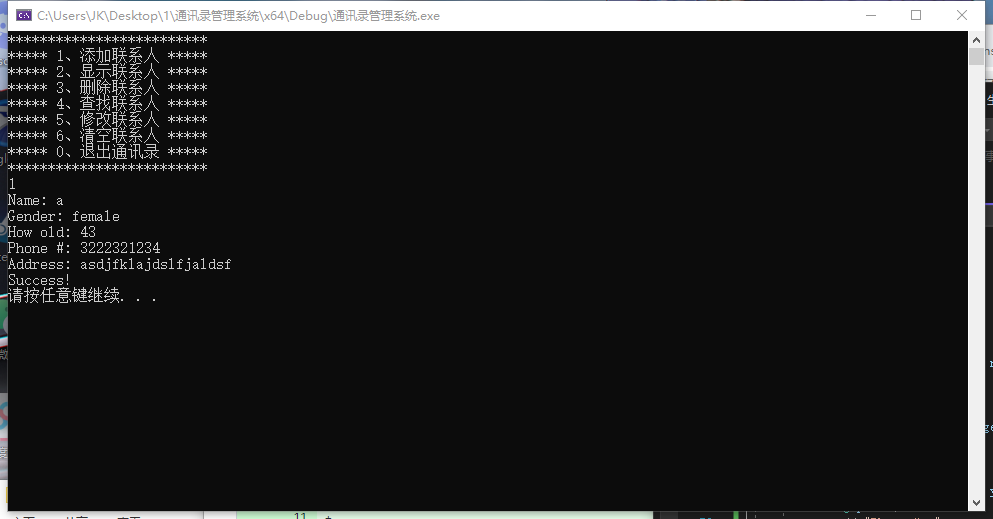 C:\Users\JK\Desktop\1\通讯录管理系统\x64\Debug\通讯录管理系统.exe
*************************
***** 1、添加联系人 *****
***** 2、显示联系人 *****
***** 3、删除联系人 *****
***** 4、查找联系人 *****
***** 5、修改联系人 *****
***** 6、清空联系人 *****
***** 0、退出通讯录 *****
*************************
1
Name: a
Gender: female
How old: 43
Phone #: 3222321234
Address: asdjfklajdslfjaldsf
Success!
请按任意键继续. . .
11